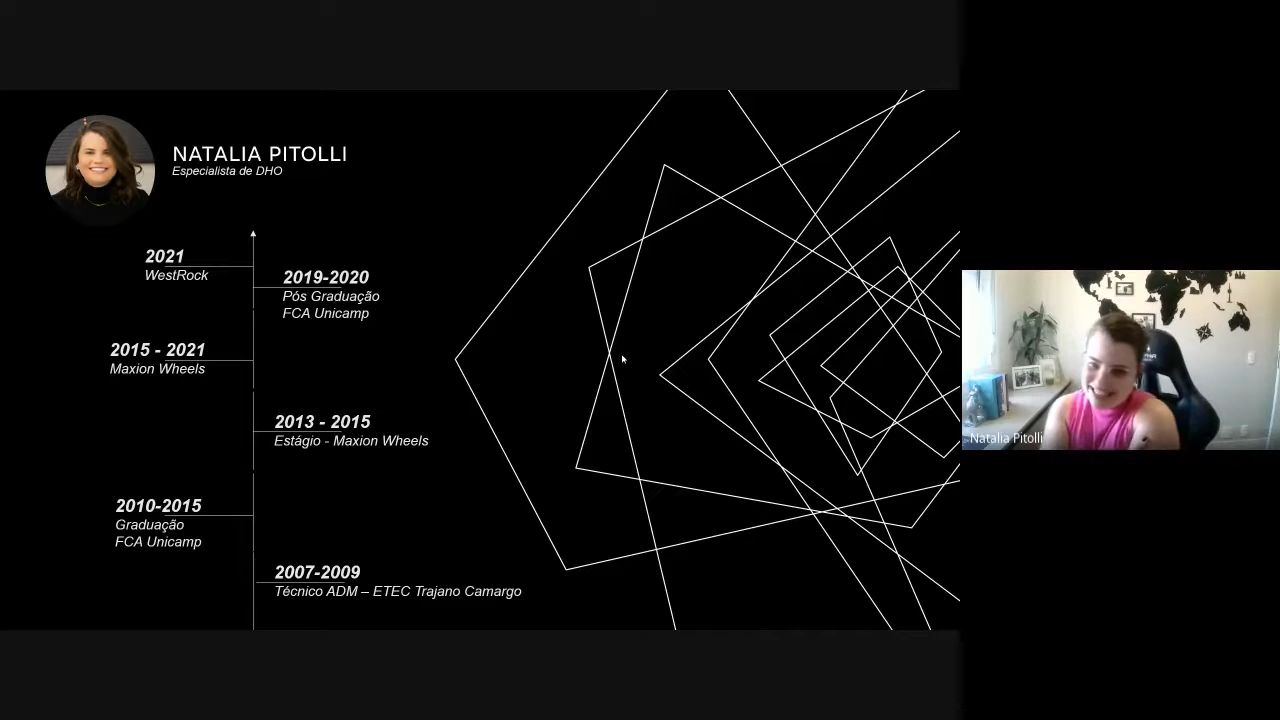 NATALIA PITOLLI
Especialista de DHO
2021
WestRock
2019-2020
Pós Graduação
FCA Unicamp
2015 - 2021
Maxion Wheels
2013 - 2015
Estágio - Maxion Wheels
2010-2015
Graduação
FCA Unicamp
2007-2009
Técnico ADM – ETEC Trajano Camargo
Natalia Pitolli